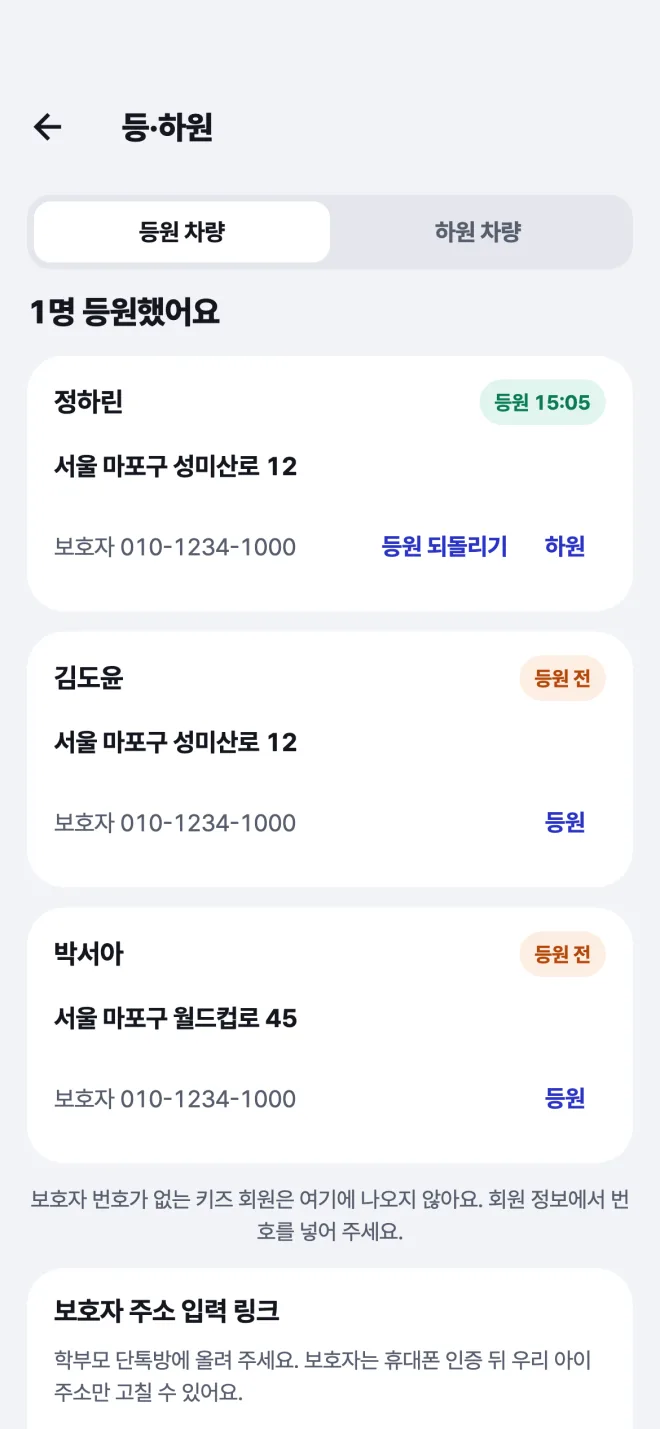 등·하원
등원 차량
하원 차량
1명 등원했어요
정하린
등원 15:05
서울 마포구 성미산로 12
보호자 010-1234-1000
등원 되돌리기
하원
김도윤
등원 전
서울 마포구 성미산로 12
보호자 010-1234-1000
등원
박서아
등원 전
서울 마포구 월드컵로 45
보호자 010-1234-1000
등원
보호자 번호가 없는 키즈 회원은 여기에 나오지 않아요. 회원 정보에서 번
호를 넣어 주세요.
보호자 주소 입력 링크
학부모 단톡방에 올려 주세요. 보호자는 휴대폰 인증 뒤 우리 아이
주소만 고칠 수 있어요.